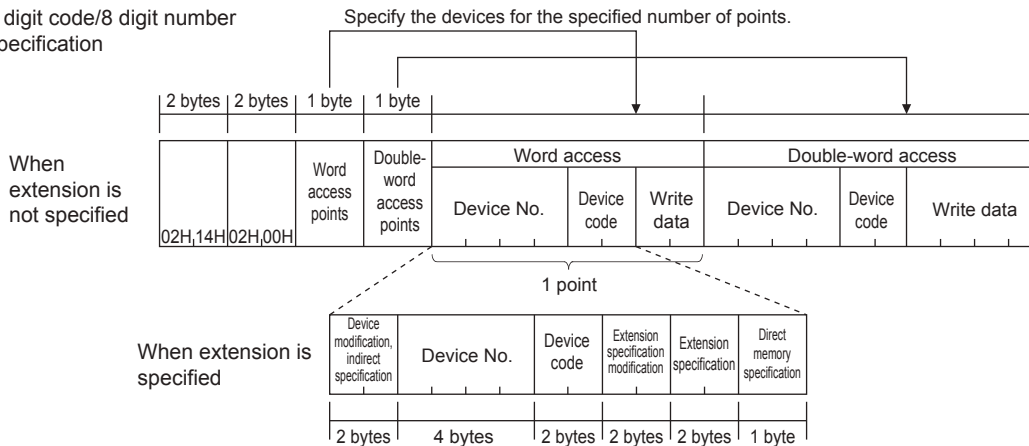 digit code/8 digit number
pecification
Specify the devices for the specified number of points.
2 bytes 2 bytes 1 byte 1 byte
When
extension is
not specified
02H 14H 02H 00H
Word
access
points
Double-
word
access
points
Word access
Device No.
Device
code
Write
data
Double-word access
Device No.
Device
code
Write data
1 point
When extension is
specified
Device
modification,
indirect
specification
Device No.
Device
code
Extension
specification
modification
Extension
specification
Direct
memory
specification
2 bytes 4 bytes 2 bytes 2 bytes 2 bytes 1 byte